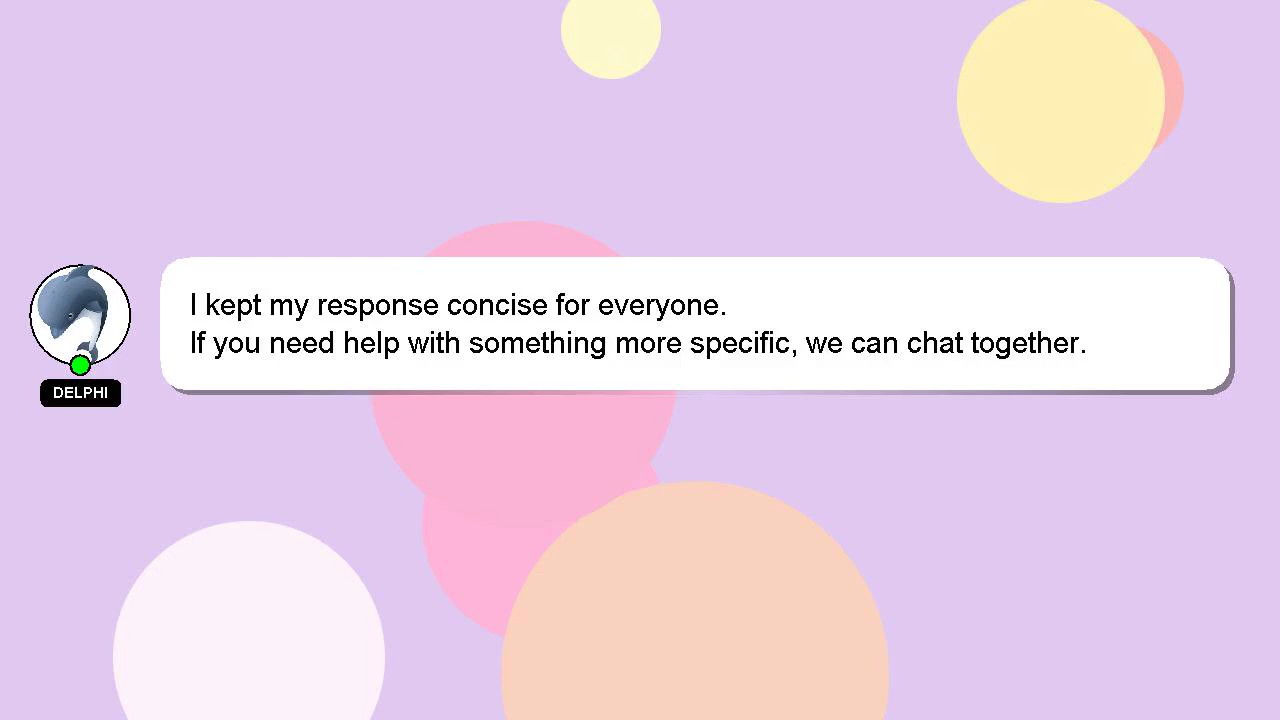 I kept my response concise for everyone.
If you need help with something more specific, we can chat together.
DELPHI